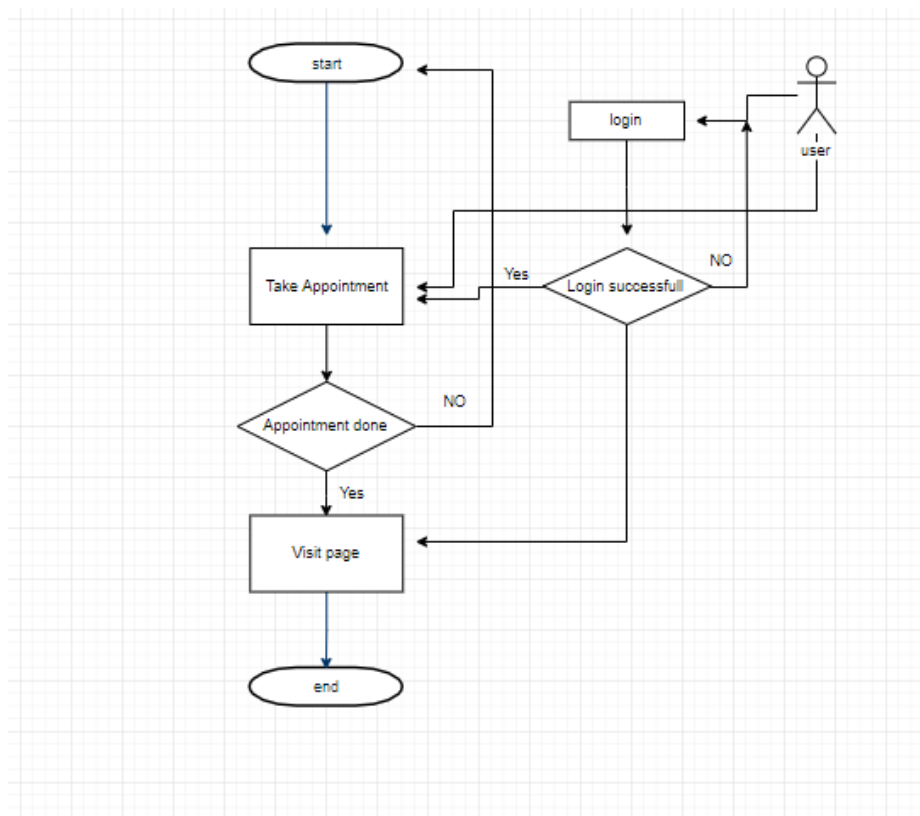 start
login
user
Take Appointment
Yes
Login successfull
NO
Appointment done
NO
Yes
Visit page
end